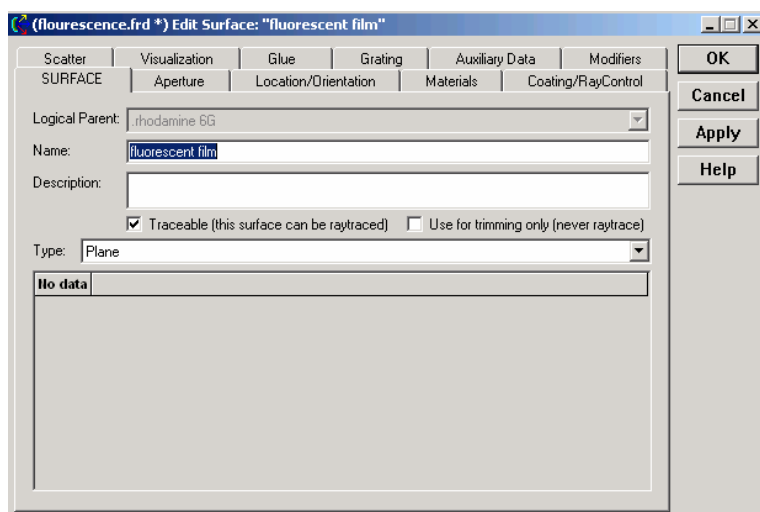 (flourescence.frd *) Edit Surface: "fluorescent film"
Scatter Visualization Glue Grating Auxiliary Data Modifiers
SURFACE Aperture Location/Orientation Materials Coating/RayControl
OK
Cancel
Apply
Help
Logical Parent: .rhodamine 6G
Name: fluorescent film
Description:
Traceable (this surface can be raytraced) Use for trimming only (never raytrace)
Type: Plane
No data